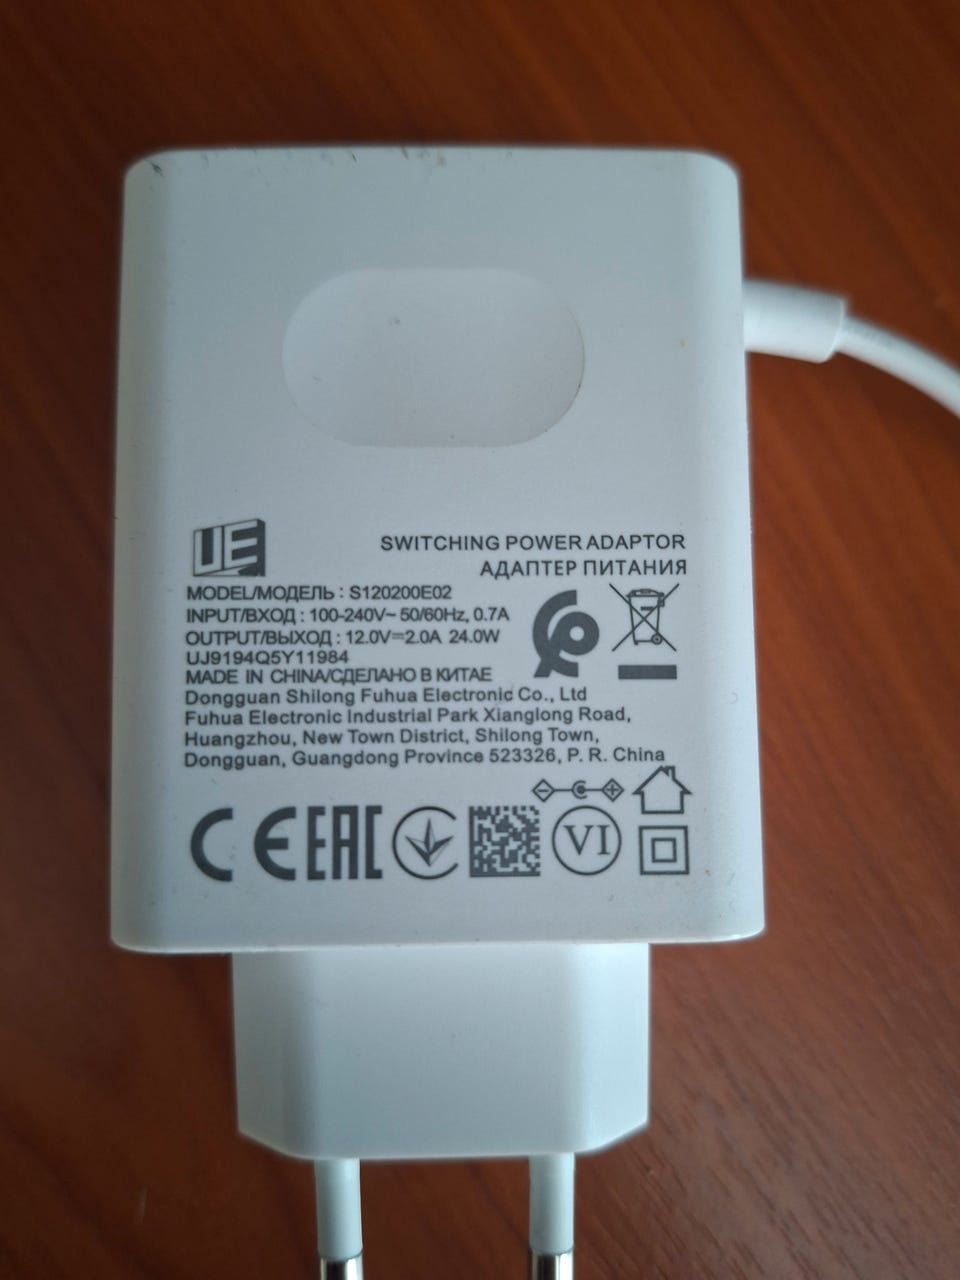 UE
SWITCHING POWER ADAPTOR
АДАПТЕР ПИТАНИЯ
MODEL/МОДЕЛЬ : S120200E02
INPUT/ВХОД : 100-240V~ 50/60Hz, 0.7A
OUTPUT/ВЫХОД : 12.0V⎓2.0A 24.0W
UJ9194Q5Y11984
MADE IN CHINA/СДЕЛАНО В КИТАЕ
Dongguan Shilong Fuhua Electronic Co., Ltd
Fuhua Electronic Industrial Park Xianglong Road,
Huangzhou, New Town District, Shilong Town,
Dongguan, Guangdong Province 523326, P. R. China
CE EAC VI